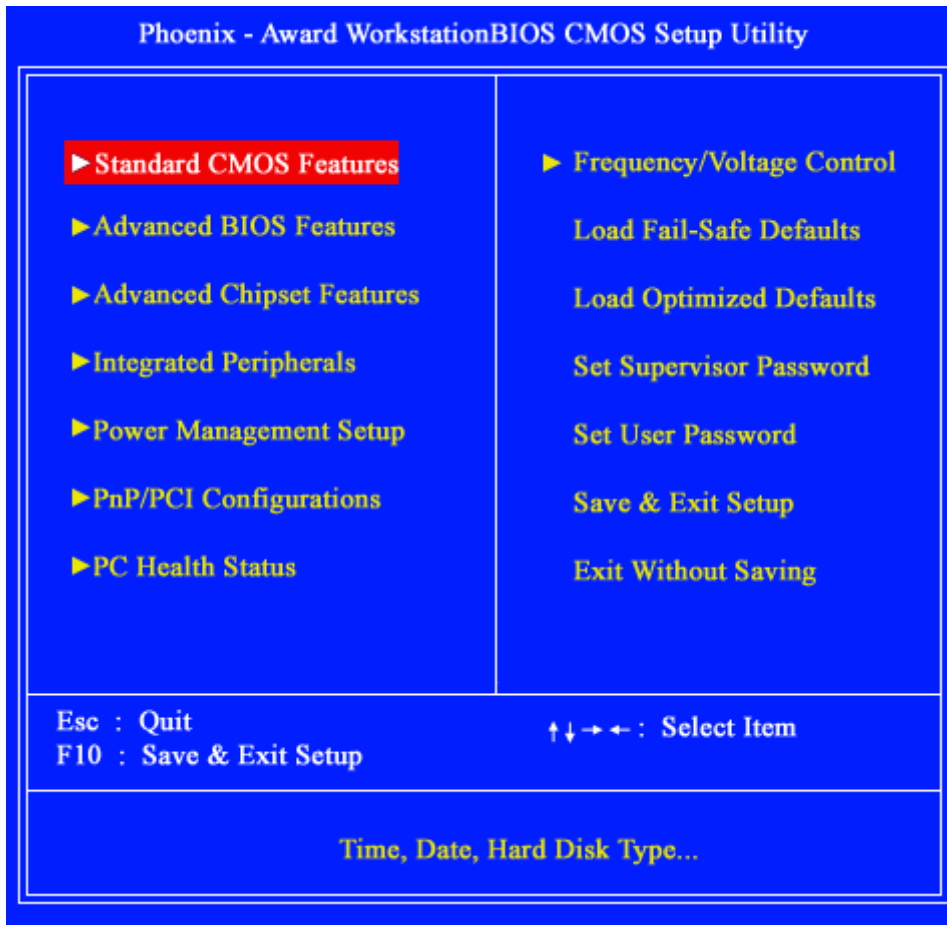 Phoenix - Award WorkstationBIOS CMOS Setup Utility
►Standard CMOS Features
►Advanced BIOS Features
►Advanced Chipset Features
►Integrated Peripherals
►Power Management Setup
►PnP/PCI Configurations
►PC Health Status
► Frequency/Voltage Control
Load Fail-Safe Defaults
Load Optimized Defaults
Set Supervisor Password
Set User Password
Save & Exit Setup
Exit Without Saving
Esc : Quit
F10 : Save & Exit Setup
↑↓→←: Select Item
Time, Date, Hard Disk Type...